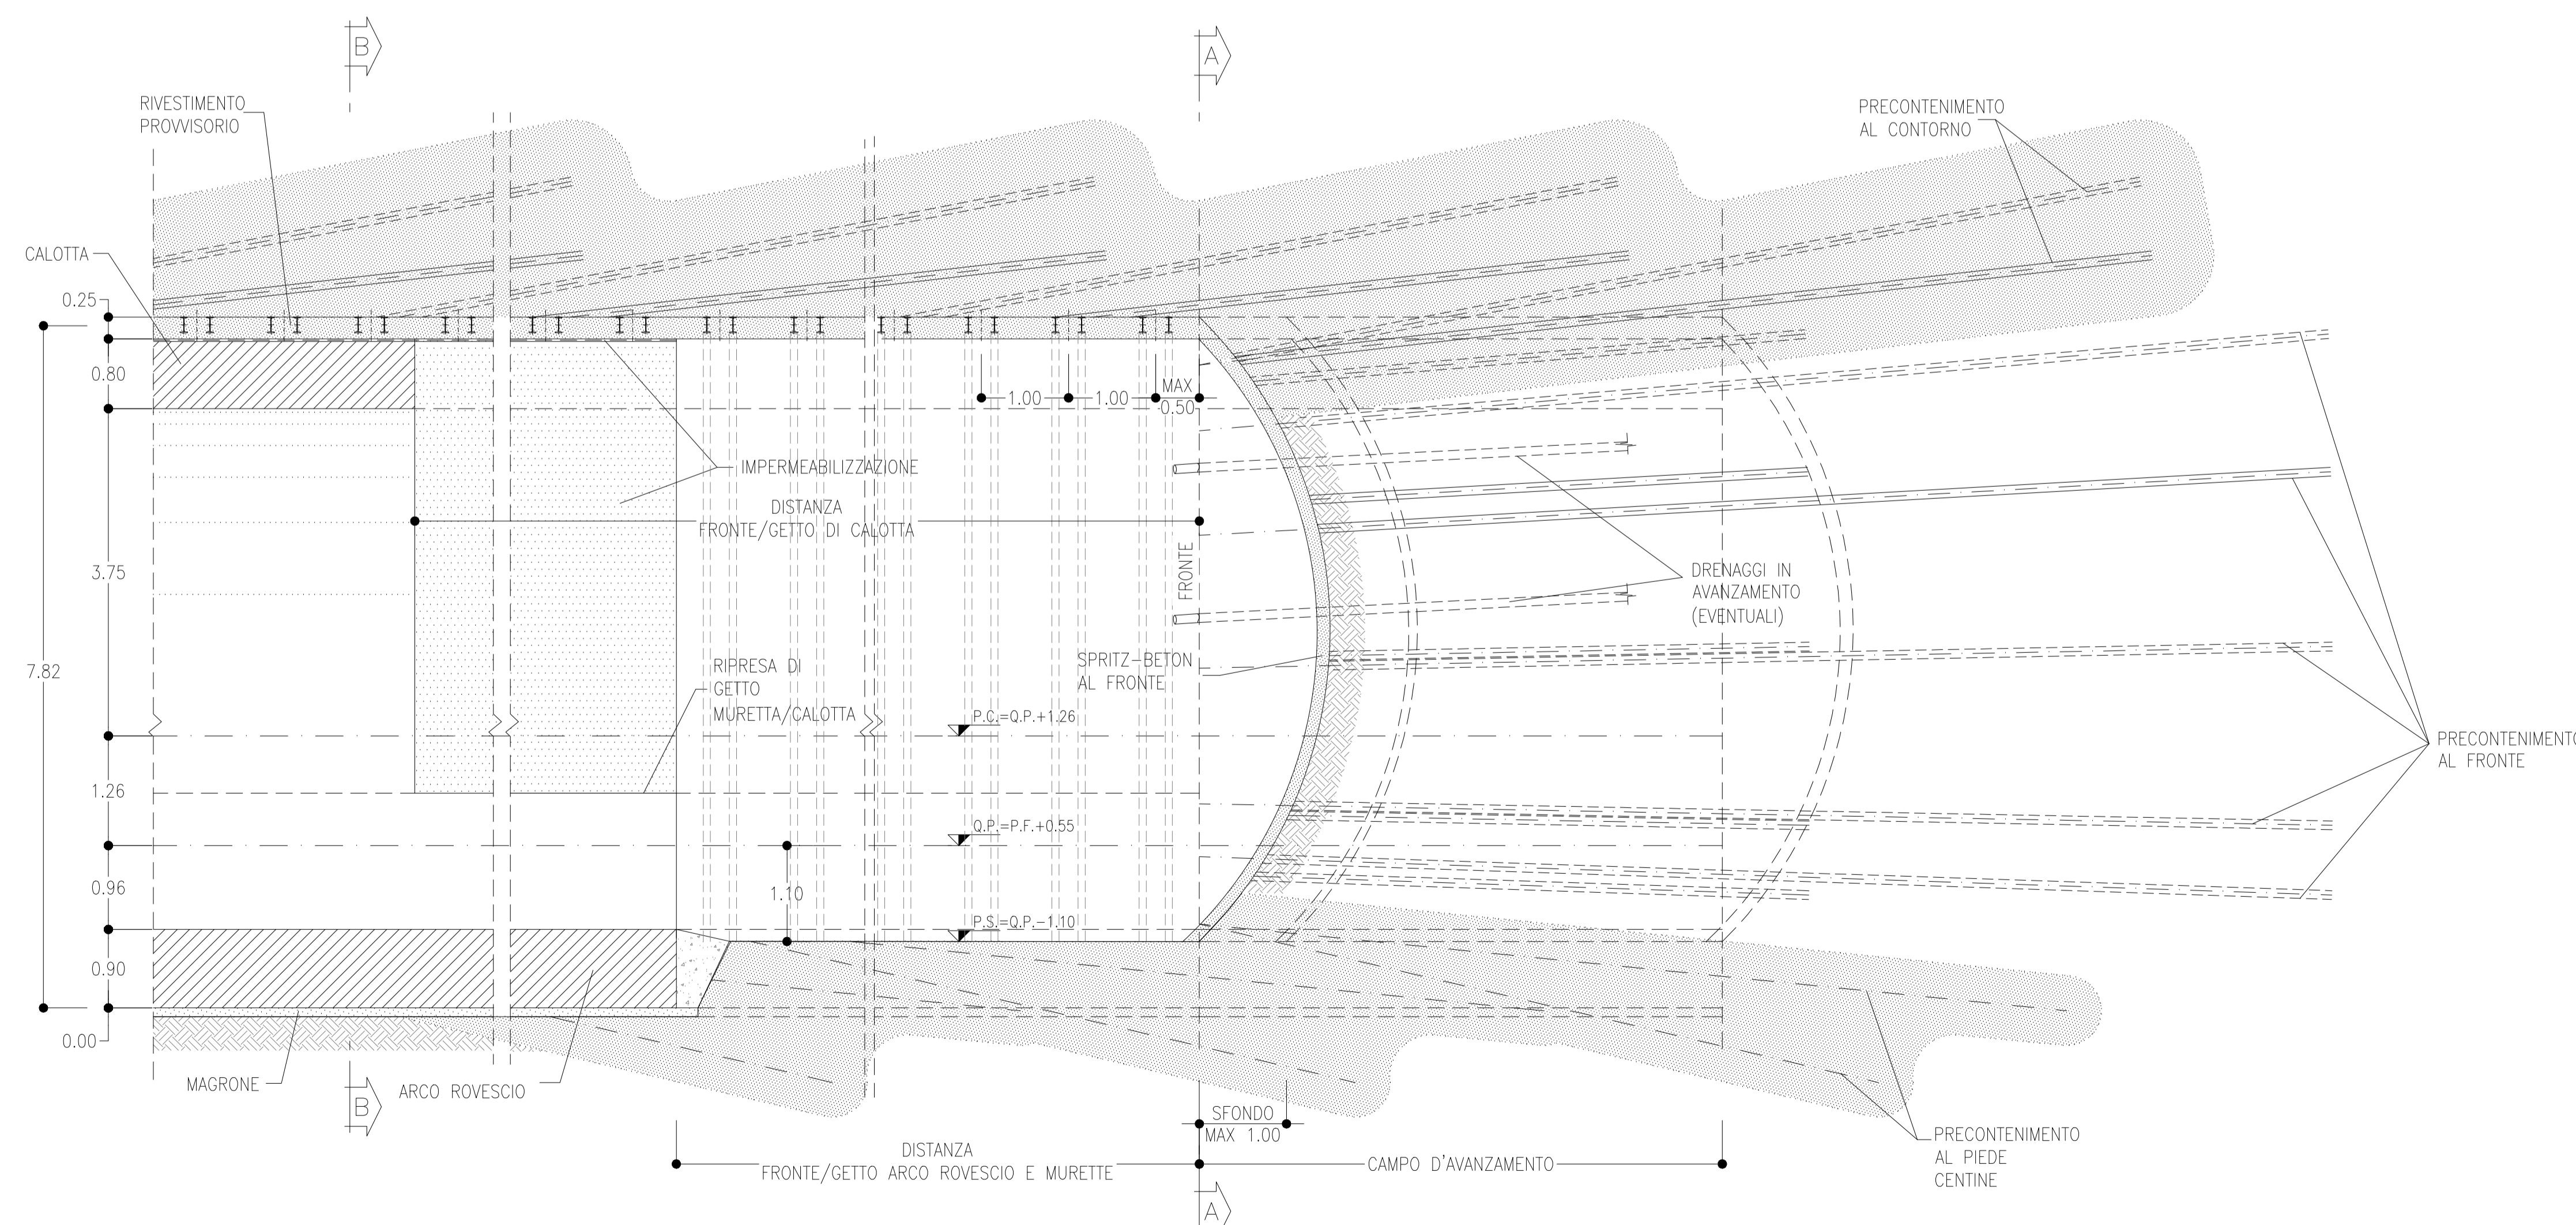 B
A
RIVESTIMENTO
PROVVISORIO
PRECONTENIMENTO
AL CONTORNO
CALOTTA
0.25
0.80
1.00
1.00
MAX
0.50
IMPERMEABILIZZAZIONE
DISTANZA
FRONTE/GETTO DI CALOTTA
FRONTE
3.75
DRENAGGI IN
AVANZAMENTO
(EVENTUALI)
7.82
RIPRESA DI
GETTO
MURETTA/CALOTTA
SPRITZ-BETON
AL FRONTE
P.C.=Q.P.+1.26
PRECONTENIMENTO
AL FRONTE
1.26
Q.P.=P.F.+0.55
0.96
1.10
P.S.=Q.P.-1.10
0.90
0.00
MAGRONE
ARCO ROVESCIO
B
SFONDO
MAX 1.00
DISTANZA
FRONTE/GETTO ARCO ROVESCIO E MURETTE
CAMPO D'AVANZAMENTO
PRECONTENIMENTO
AL PIEDE
CENTINE
A